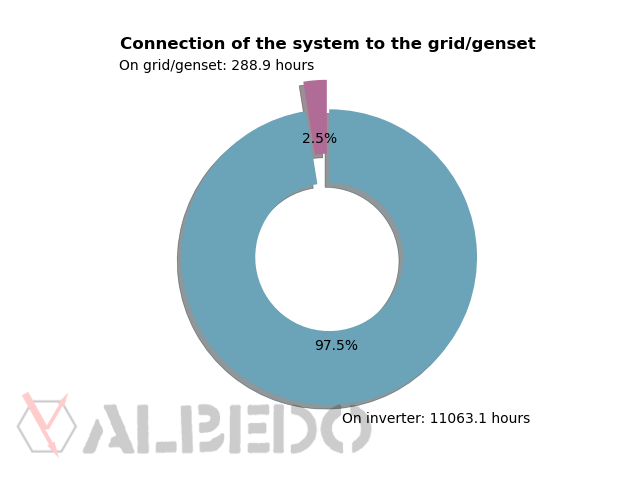 Connection of the system to the grid/genset
On grid/genset: 288.9 hours
2.5%
97.5%
On inverter: 11063.1 hours
ALBEDO